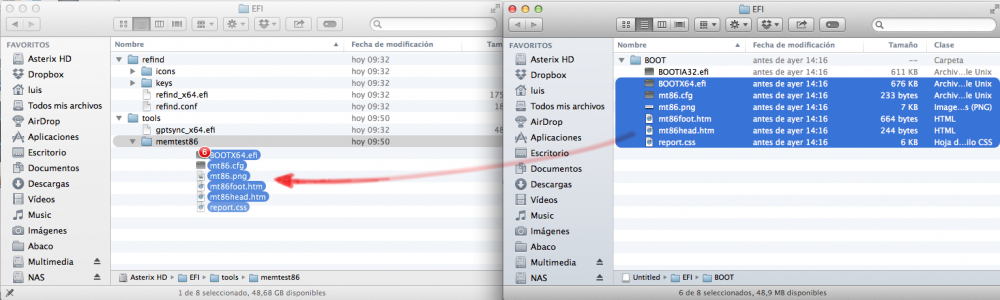 EFI
FAVORITOS
Asterix HD
Dropbox
luis
Todos mis archivos
AirDrop
Aplicaciones
Escritorio
Documentos
Descargas
Vídeos
Music
Imágenes
Abaco
Multimedia
NAS
Nombre Fecha de modificación Tam
refind hoy 09:32
icons hoy 09:32
keys hoy 09:32
refind_x64.efi hoy 09:32 175
refind.conf hoy 09:32
tools hoy 09:50
gptsync_x64.efi hoy 09:32 48
memtest86 hoy 09:50
6 BOOTX64.efi
mt86.cfg
mt86.png
mt86foot.htm
mt86head.htm
report.css
Asterix HD EFI tools memtest86
1 de 8 seleccionado, 48,68 GB disponibles
EFI
FAVORITOS
Asterix HD
Dropbox
luis
Todos mis archivos
AirDrop
Aplicaciones
Escritorio
Documentos
Descargas
Vídeos
Music
Imágenes
Abaco
Multimedia
NAS
Nombre Fecha de modificación Tamaño Clase
BOOT antes de ayer 14:16 -- Carpeta
BOOTIA32.efi antes de ayer 14:16 611 KB Archiv...le Unix
BOOTX64.efi antes de ayer 14:16 676 KB Archiv...le Unix
mt86.cfg antes de ayer 14:16 233 bytes Archiv...le Unix
mt86.png antes de ayer 14:16 7 KB Image...s (PNG)
mt86foot.htm antes de ayer 14:16 664 bytes HTML
mt86head.htm antes de ayer 14:16 244 bytes HTML
report.css antes de ayer 14:16 6 KB Hoja d...ilo CSS
Untitled EFI BOOT
6 de 8 seleccionado, 48,9 MB disponibles